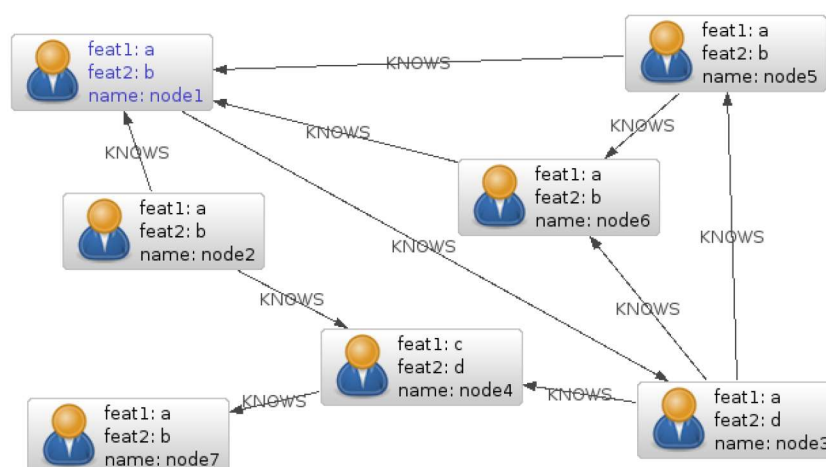 feat1: a
feat2: b
name: node1
KNOWS
feat1: a
feat2: b
name: node5
KNOWS
KNOWS
KNOWS
feat1: a
feat2: b
name: node6
feat1: a
feat2: b
name: node2
KNOWS
KNOWS
KNOWS
KNOWS
feat1: c
feat2: d
name: node4
KNOWS
KNOWS
feat1: a
feat2: d
name: node3
feat1: a
feat2: b
name: node7